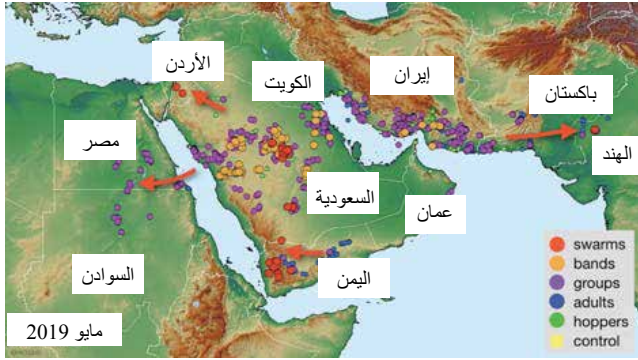 الأردن
الكويت
إيران
باكستان
مصر
الهند
السعودية
عمان
السوادن
اليمن
مايو 2019
swarms
bands
groups
adults
hoppers
control